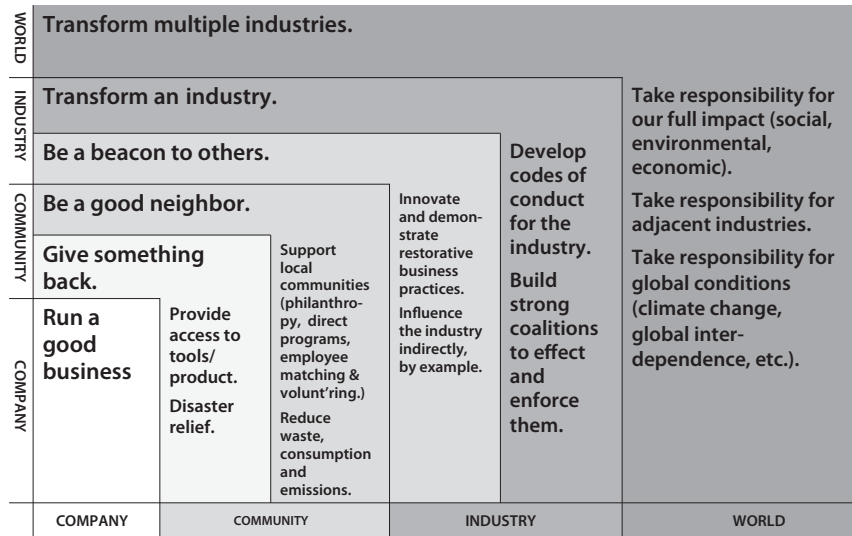 WORLD
Transform multiple industries.
INDUSTRY
Transform an industry.
Be a beacon to others.
COMMUNITY
Be a good neighbor.
Give something
back.
COMPANY
Run a
good
business
Provide
access to
tools/
product.
Disaster
relief.
Support
local
communities
(philanthro-
py, direct
programs,
employee
matching &
volunt'ring.)
Reduce
waste,
consumption
and
emissions.
Innovate
and demon-
strate
restorative
business
practices.
Influence
the industry
indirectly,
by example.
Develop
codes of
conduct
for the
industry.
Build
strong
coalitions
to effect
and
enforce
them.
Take responsibility for
our full impact (social,
environmental,
economic).
Take responsibility for
adjacent industries.
Take responsibility for
global conditions
(climate change,
global inter-
dependence, etc.).
COMPANY
COMMUNITY
INDUSTRY
WORLD